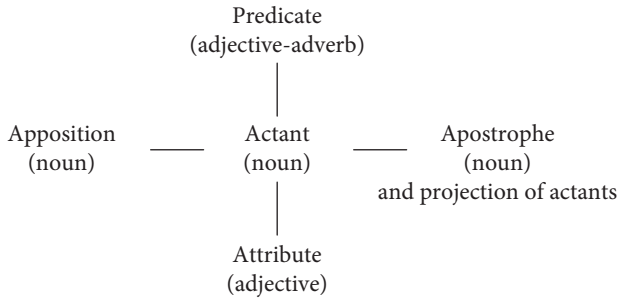 Predicate
(adjective-adverb)
Apposition
(noun)
Actant
(noun)
Apostrophe
(noun)
and projection of actants
Attribute
(adjective)